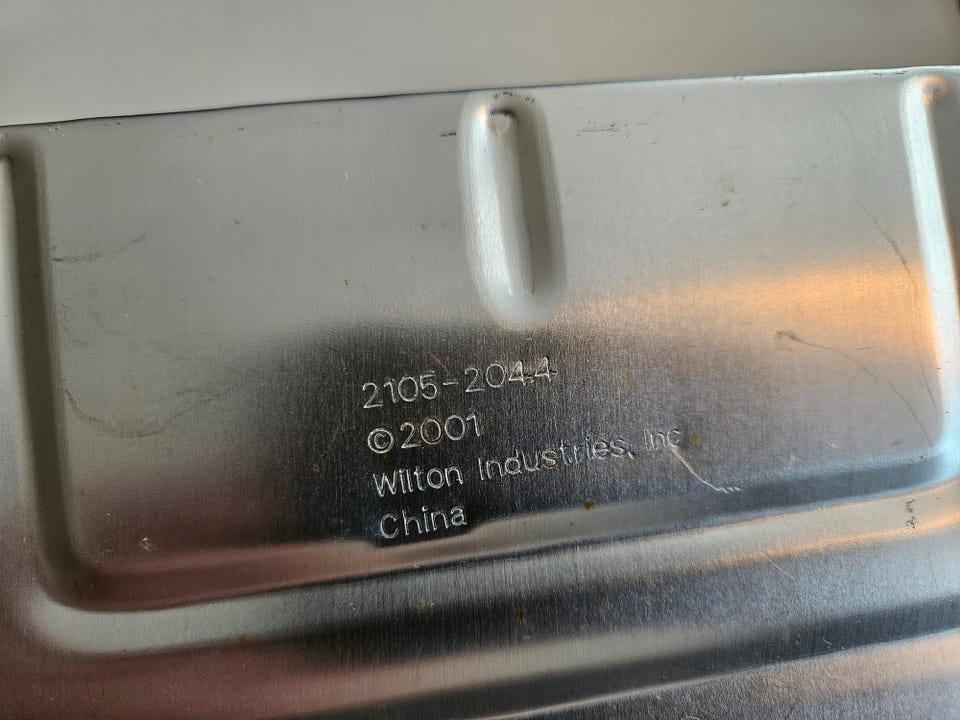 2105-2044
©2001
Wilton Industries, Inc
China